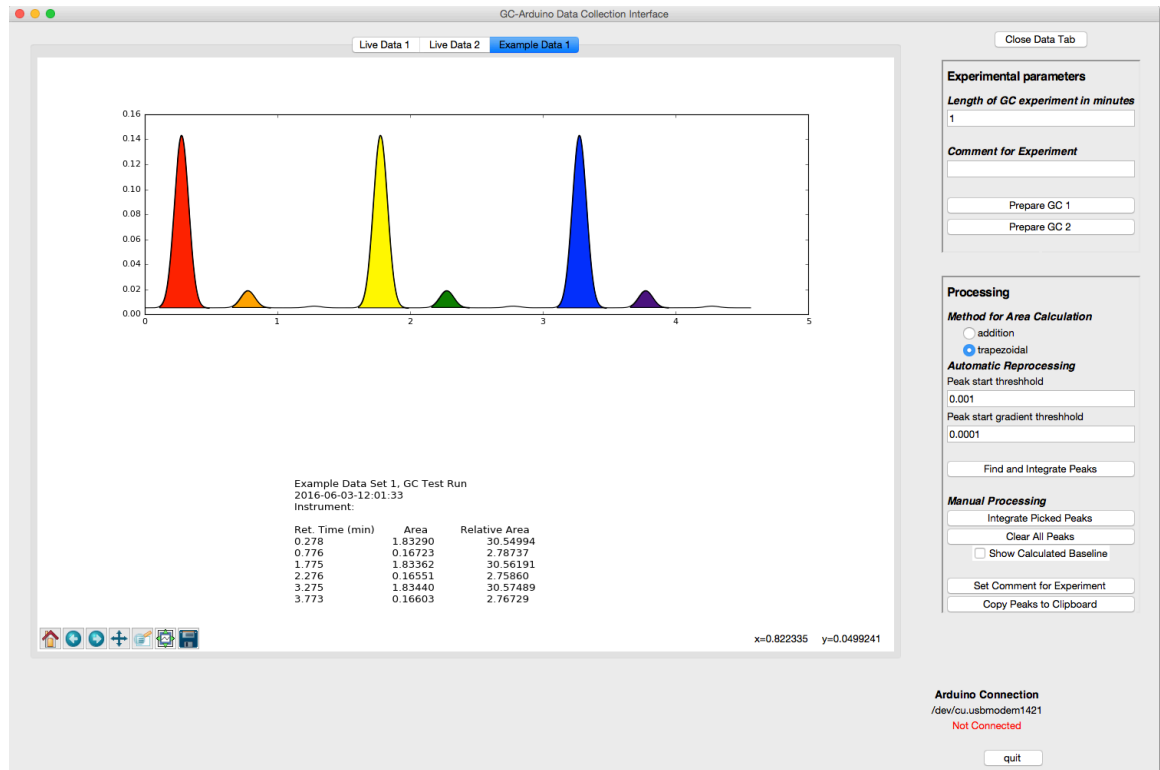 GC-Arduino Data Collection Interface
Live Data 1 Live Data 2 Example Data 1
0.16
0.14
0.12
0.10
0.08
0.06
0.04
0.02
0.00
0 1 2 3 4 5
Example Data Set 1, GC Test Run
2016-06-03-12:01:33
Instrument:
Ret. Time (min) Area Relative Area
0.278 1.83290 30.54994
0.776 0.16723 2.78737
1.775 1.83362 30.56191
2.276 0.16551 2.75860
3.275 1.83440 30.57489
3.773 0.16603 2.76729
x=0.822335 y=0.0499241
Close Data Tab
Experimental parameters
Length of GC experiment in minutes
1
Comment for Experiment
Prepare GC 1
Prepare GC 2
Processing
Method for Area Calculation
addition
trapezoidal
Automatic Reprocessing
Peak start threshhold
0.001
Peak start gradient threshhold
0.0001
Find and Integrate Peaks
Manual Processing
Integrate Picked Peaks
Clear All Peaks
Show Calculated Baseline
Set Comment for Experiment
Copy Peaks to Clipboard
Arduino Connection
/dev/cu.usbmodem1421
Not Connected
quit